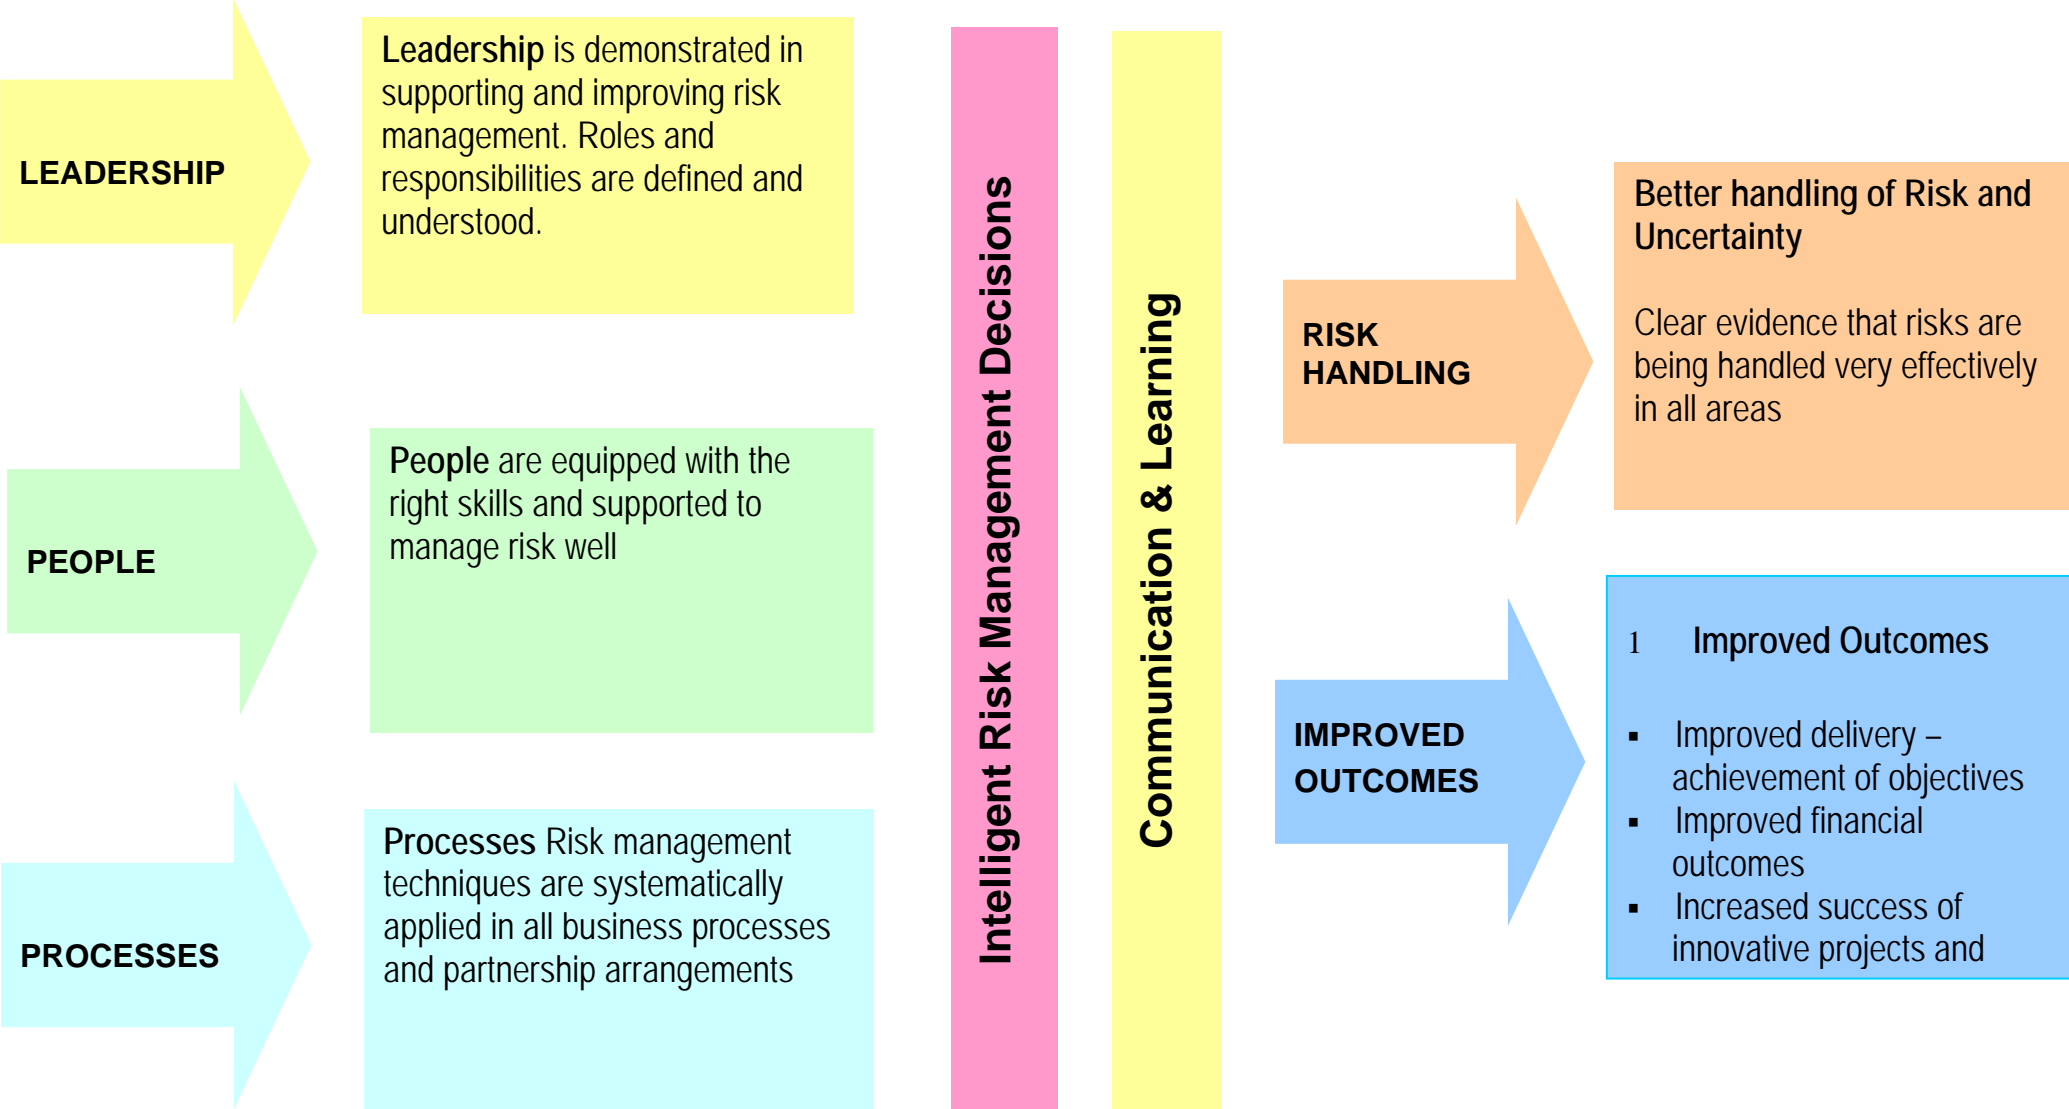 LEADERSHIP
Leadership is demonstrated in
supporting and improving risk
management. Roles and
responsibilities are defined and
understood.
PEOPLE
People are equipped with the
right skills and supported to
manage risk well
PROCESSES
Processes Risk management
techniques are systematically
applied in all business processes
and partnership arrangements
Intelligent Risk Management Decisions
Communication & Learning
RISK
HANDLING
Better handling of Risk and
Uncertainty
Clear evidence that risks are
being handled very effectively
in all areas
IMPROVED
OUTCOMES
1 Improved Outcomes
▪ Improved delivery –
achievement of objectives
▪ Improved financial
outcomes
▪ Increased success of
innovative projects and